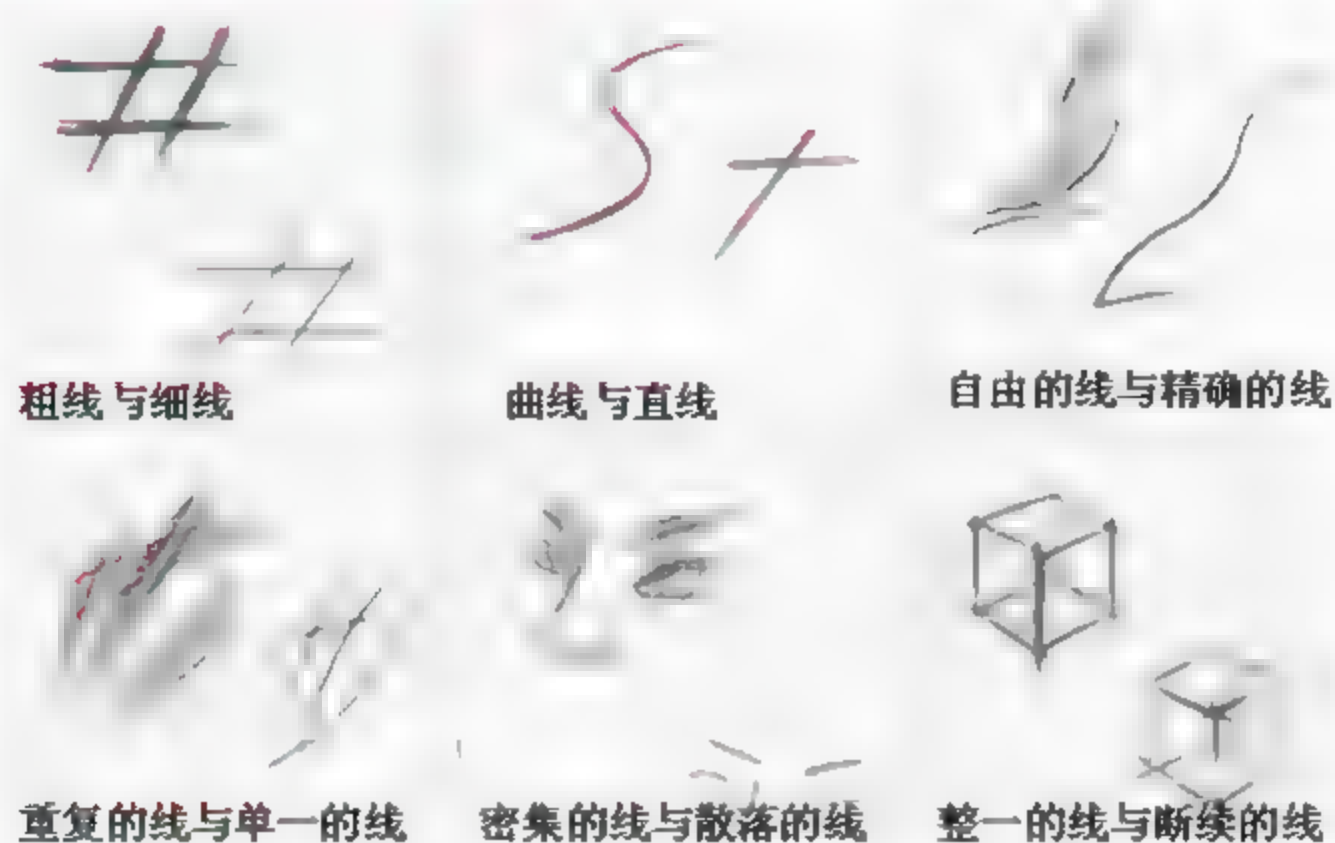 粗线与细线
曲线与直线
自由的线与精确的线
重复的线与单一的线
密集的线与散落的线
整一的线与断续的线